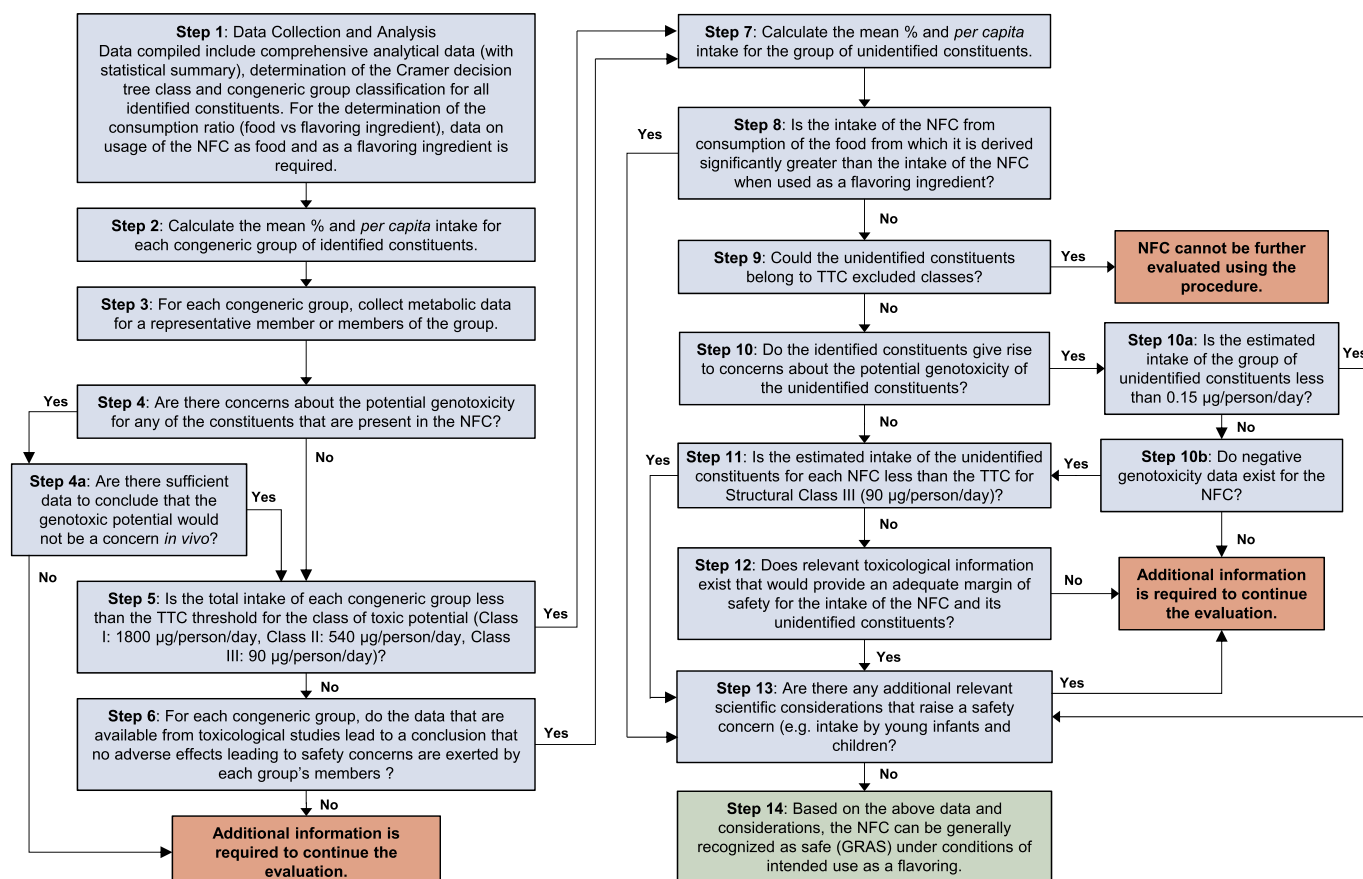 Step 1: Data Collection and Analysis
Data compiled include comprehensive analytical data (with
statistical summary), determination of the Cramer decision
tree class and congeneric group classification for all
identified constituents. For the determination of the
consumption ratio (food vs flavoring ingredient), data on
usage of the NFC as food and as a flavoring ingredient is
required.
Step 2: Calculate the mean % and per capita intake for
each congeneric group of identified constituents.
Step 3: For each congeneric group, collect metabolic data
for a representative member or members of the group.
Step 4: Are there concerns about the potential genotoxicity
for any of the constituents that are present in the NFC?
Yes
No
Step 4a: Are there sufficient
data to conclude that the
genotoxic potential would
not be a concern in vivo?
Yes
No
Step 5: Is the total intake of each congeneric group less
than the TTC threshold for the class of toxic potential (Class
I: 1800 µg/person/day, Class II: 540 µg/person/day, Class
III: 90 µg/person/day)?
Yes
No
Step 6: For each congeneric group, do the data that are
available from toxicological studies lead to a conclusion that
no adverse effects leading to safety concerns are exerted by
each group's members ?
Yes
No
Additional information is
required to continue the
evaluation.
Step 7: Calculate the mean % and per capita
intake for the group of unidentified constituents.
Step 8: Is the intake of the NFC from
consumption of the food from which it is derived
significantly greater than the intake of the NFC
when used as a flavoring ingredient?
Yes
No
Step 9: Could the unidentified constituents
belong to TTC excluded classes?
Yes
NFC cannot be further
evaluated using the
procedure.
No
Step 10: Do the identified constituents give rise
to concerns about the potential genotoxicity of
the unidentified constituents?
Yes
Step 10a: Is the estimated
intake of the group of
unidentified constituents less
than 0.15 µg/person/day?
Yes
No
No
Step 10b: Do negative
genotoxicity data exist for the
NFC?
Yes
No
Step 11: Is the estimated intake of the unidentified
constituents for each NFC less than the TTC for
Structural Class III (90 µg/person/day)?
Yes
No
Step 12: Does relevant toxicological information
exist that would provide an adequate margin of
safety for the intake of the NFC and its
unidentified constituents?
No
Additional information
is required to continue
the evaluation.
Yes
Step 13: Are there any additional relevant
scientific considerations that raise a safety
concern (e.g. intake by young infants and
children?
Yes
No
Step 14: Based on the above data and
considerations, the NFC can be generally
recognized as safe (GRAS) under conditions of
intended use as a flavoring.